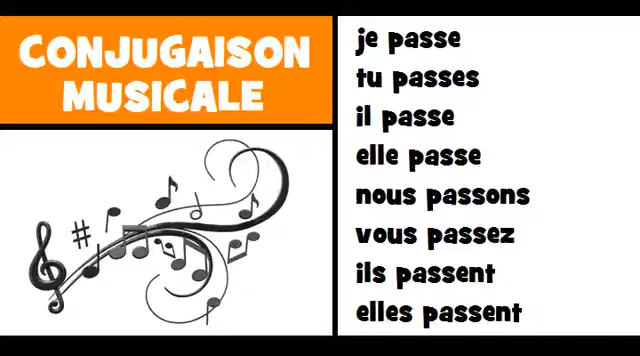 CONJUGAISON
MUSICALE
je passe
tu passes
il passe
elle passe
nous passons
vous passez
ils passent
elles passent